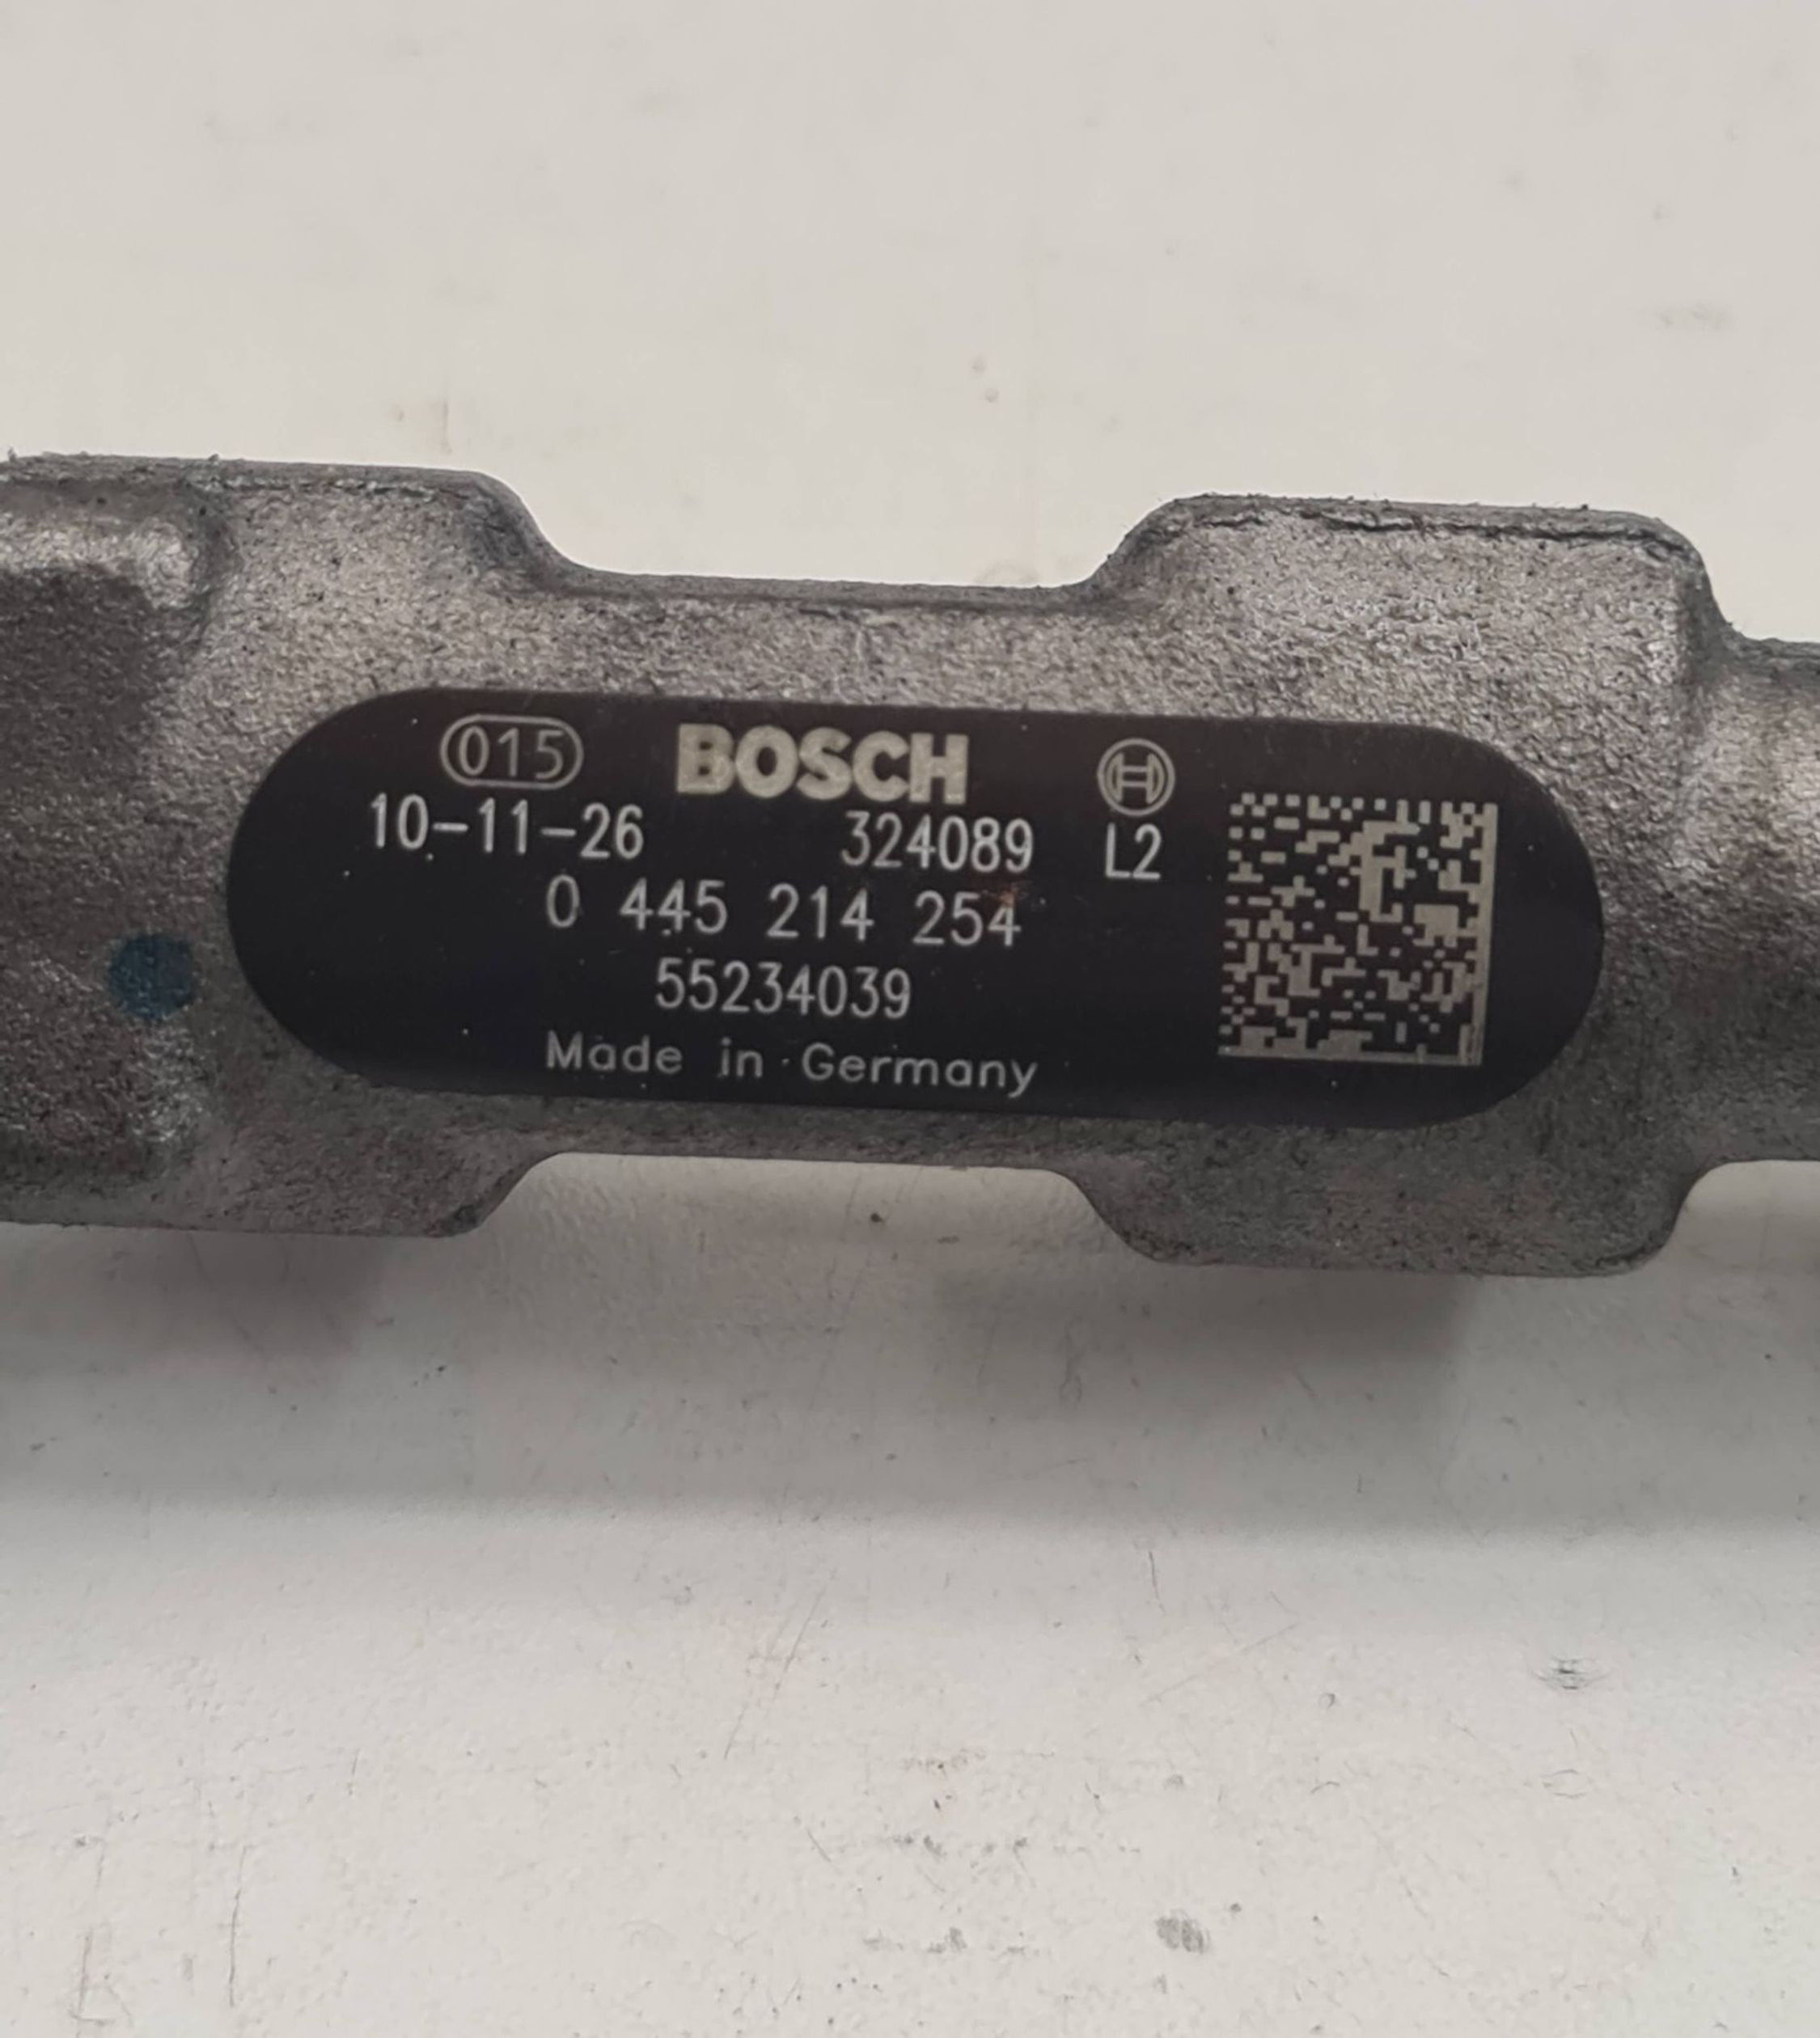 015 BOSCH
10-11-26 324089 L2
0 445 214 254
55234039
Made in Germany